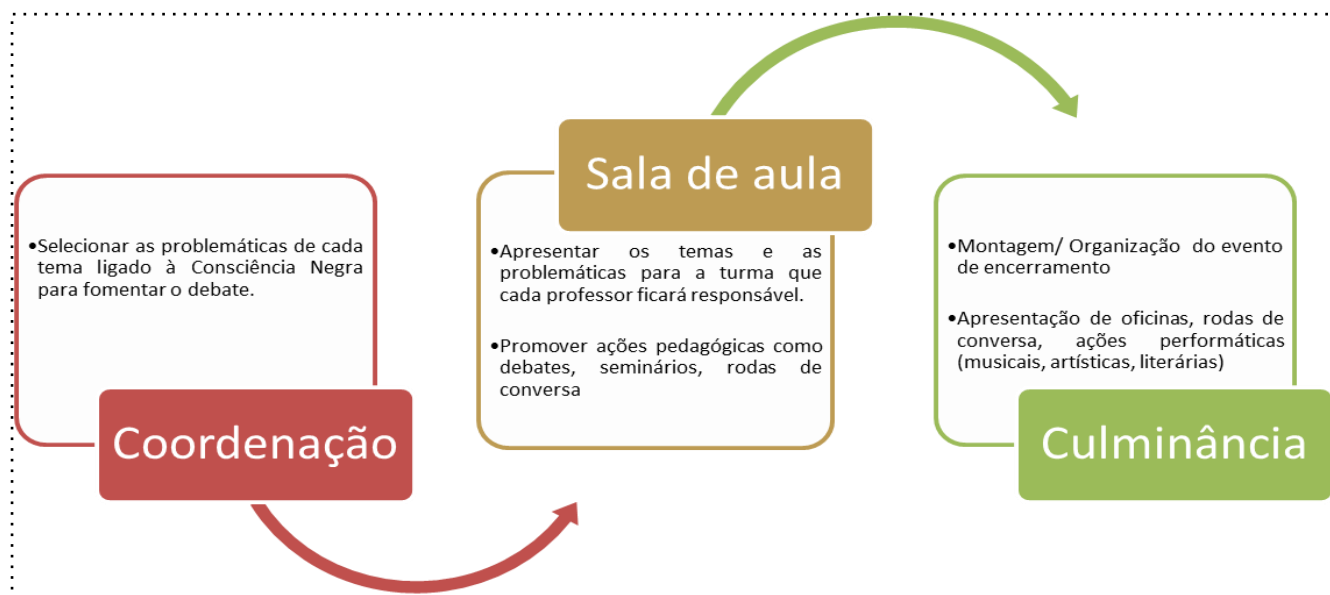 •Selecionar as problemáticas de cada
tema ligado à Consciência Negra
para fomentar o debate.
Coordenação
Sala de aula
•Apresentar os temas e as
problemáticas para a turma que
cada professor ficará responsável.
•Promover ações pedagógicas como
debates, seminários, rodas de
conversa
•Montagem/ Organização do evento
de encerramento
•Apresentação de oficinas, rodas de
conversa, ações performáticas
(musicais, artísticas, literárias)
Culminância